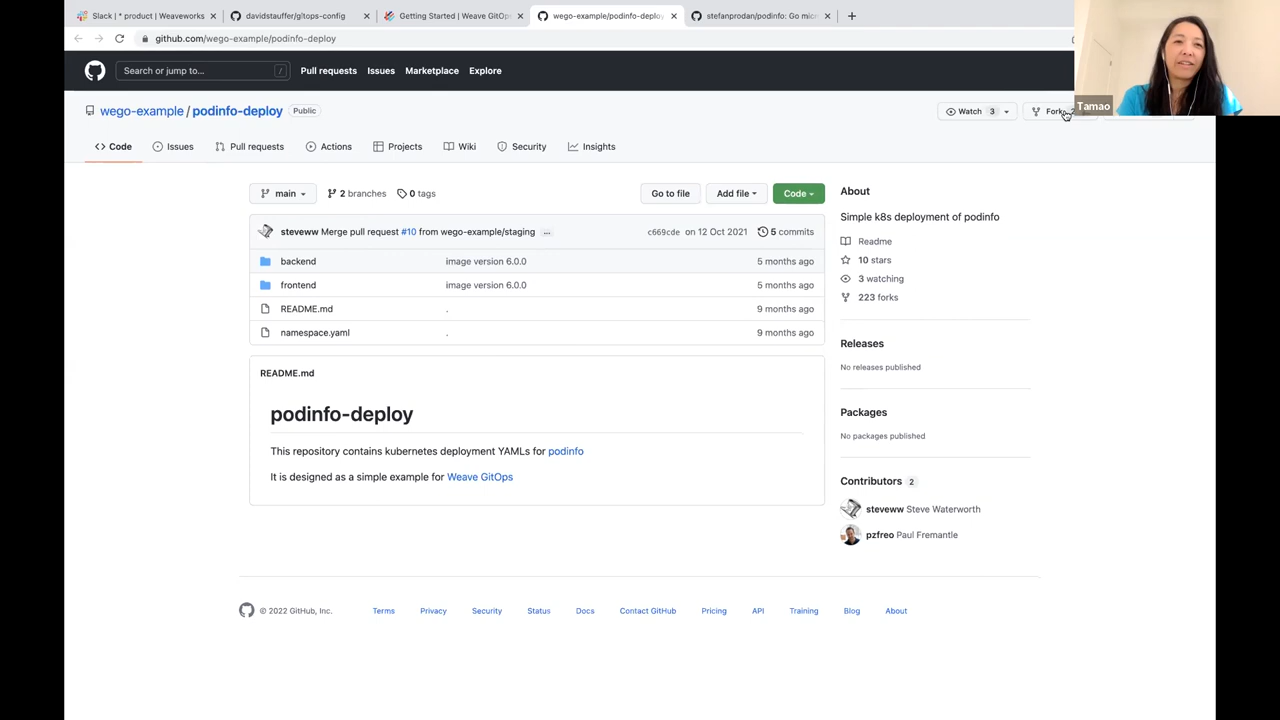 Slack | * product | Weaveworks
davidstauffer/gitops-config
Getting Started | Weave GitOps
wego-example/podinfo-deploy
stefanprodan/podinfo: Go mic
github.com/wego-example/podinfo-deploy
Search or jump to...
/
Pull requests
Issues
Marketplace
Explore
wego-example / podinfo-deploy
Public
Watch 3
Fork
Tamao
Code
Issues
Pull requests
Actions
Projects
Wiki
Security
Insights
main
2 branches
0 tags
Go to file
Add file
Code
steveww Merge pull request #10 from wego-example/staging ...
c669cde on 12 Oct 2021
5 commits
backend image version 6.0.0 5 months ago
frontend image version 6.0.0 5 months ago
README.md . 9 months ago
namespace.yaml . 9 months ago
README.md
podinfo-deploy
This repository contains kubernetes deployment YAMLs for podinfo
It is designed as a simple example for Weave GitOps
About
Simple k8s deployment of podinfo
Readme
10 stars
3 watching
223 forks
Releases
No releases published
Packages
No packages published
Contributors 2
steveww Steve Waterworth
pzfreo Paul Fremantle
© 2022 GitHub, Inc.
Terms
Privacy
Security
Status
Docs
Contact GitHub
Pricing
API
Training
Blog
About